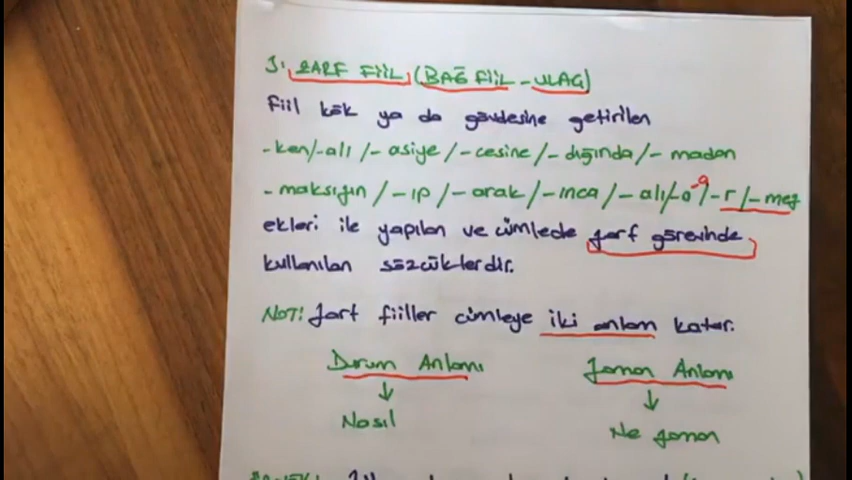 3. ZARF FİİL (BAĞ FİİL - ULAÇ)
Fiil kök ya da gövdesine getirilen
-ken/-alı/-asiye/-cesine/-dığında/-madan
-maksızın/-ıp/-arak/-ınca/-alı/-a -a/-r/-mez
ekleri ile yapılan ve cümlede zarf görevinde
kullanılan sözcüklerdir.
NOT! Zarf fiiller cümleye iki anlam katar.
Durum Anlamı Zaman Anlamı
Nasıl Ne zaman